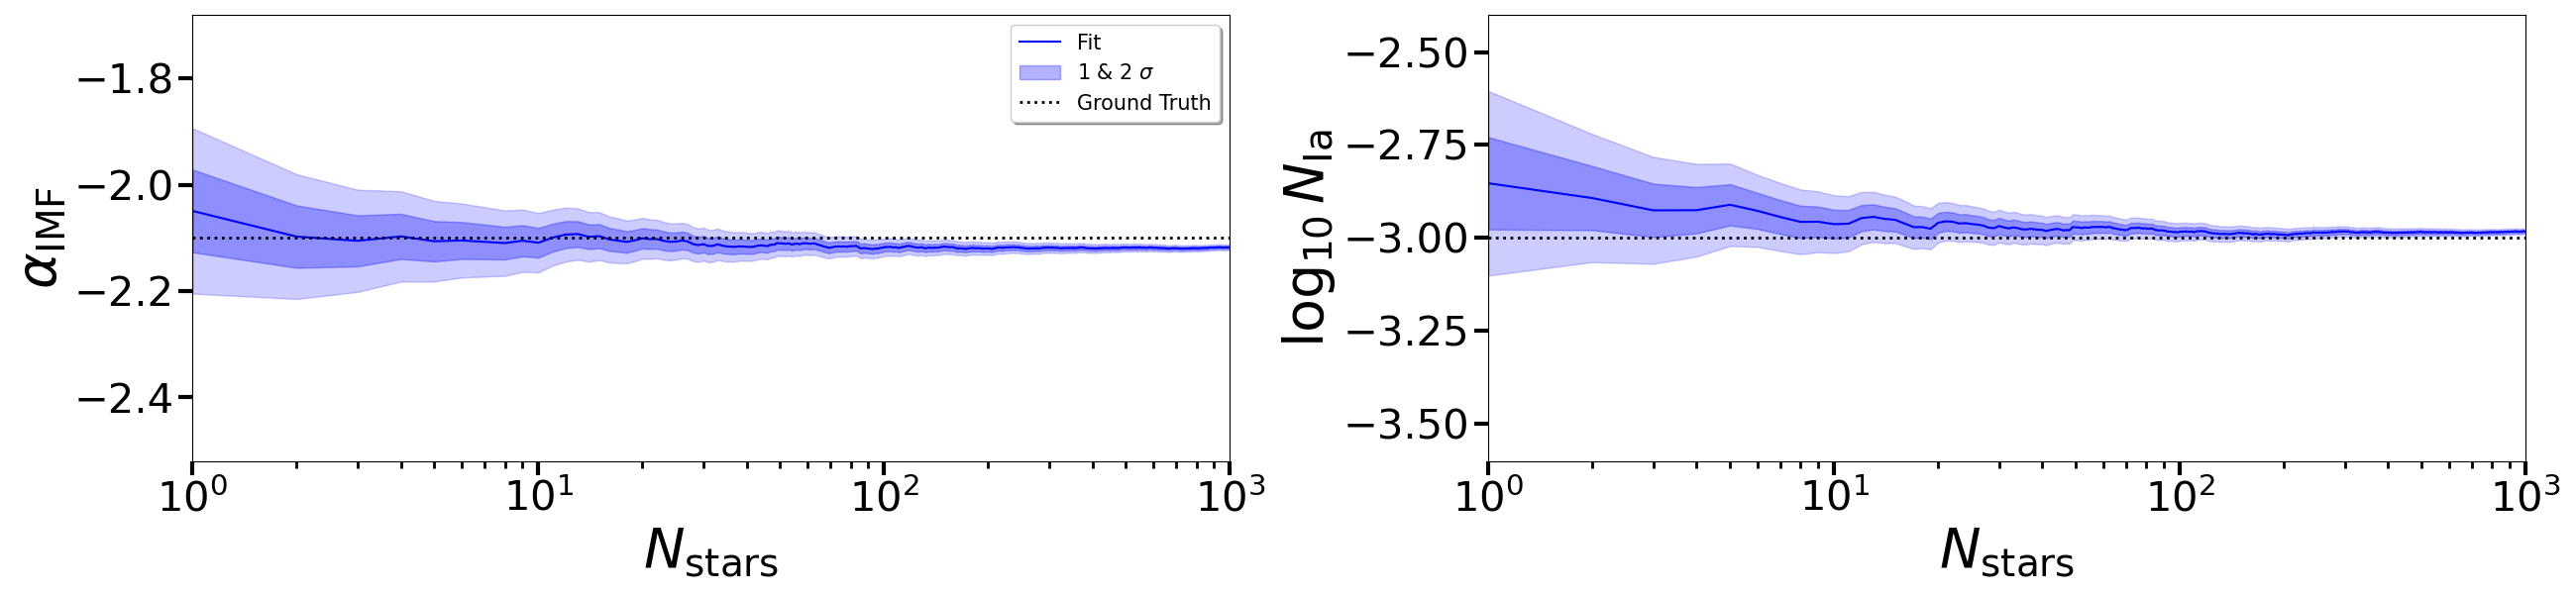 α_IMF
−1.8
−2.0
−2.2
−2.4
Fit
1 & 2 σ
Ground Truth
10^0 10^1 10^2 10^3
N_stars
log_10 N_Ia
−2.50
−2.75
−3.00
−3.25
−3.50
10^0 10^1 10^2 10^3
N_stars